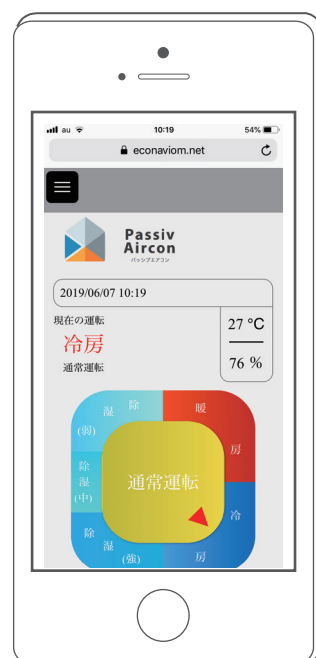 au 10:19 54%
econaviom.net
Passiv
Aircon
パッシブエアコン
2019/06/07 10:19
現在の運転
冷房
通常運転
27 °C
76 %
除湿(弱)
暖房
除湿(中)
通常運転
冷房
除湿(強)